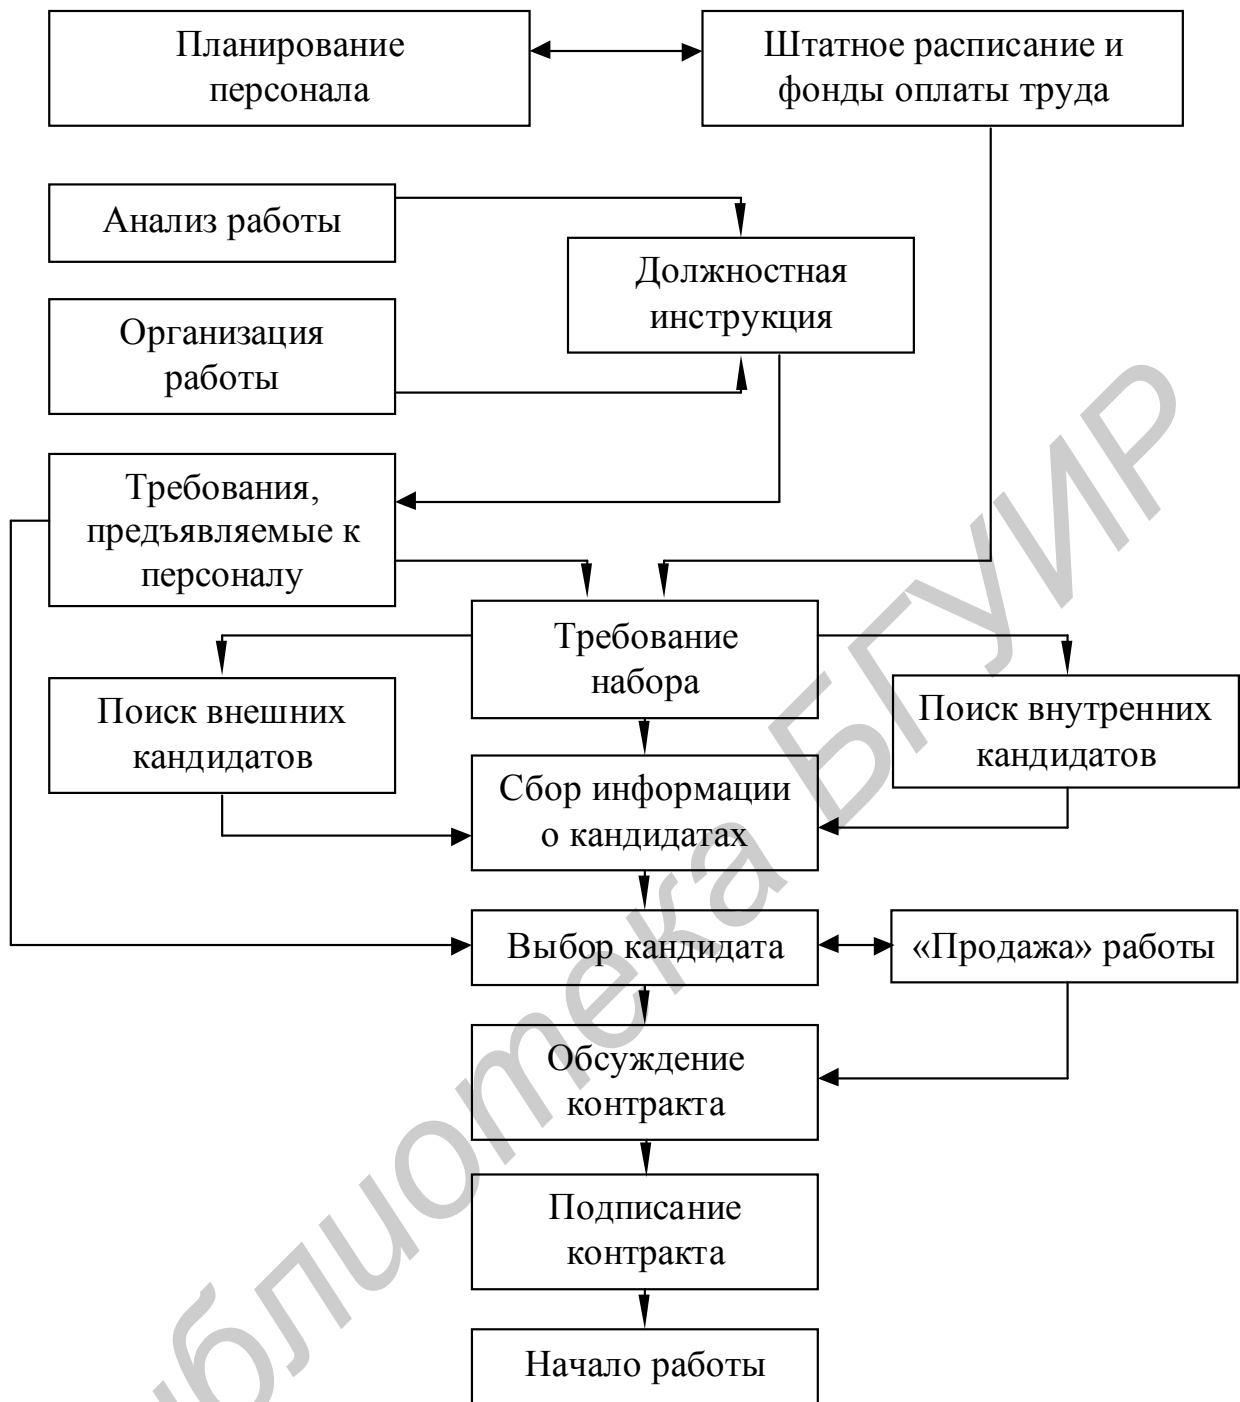 Планирование
персонала
Штатное расписание и
фонды оплаты труда
Анализ работы
Должностная
инструкция
Организация
работы
Требования,
предъявляемые к
персоналу
Требование
набора
Поиск внешних
кандидатов
Поиск внутренних
кандидатов
Сбор информации
о кандидатах
Выбор кандидата
«Продажа» работы
Обсуждение
контракта
Подписание
контракта
Начало работы
блиотека БГУИР